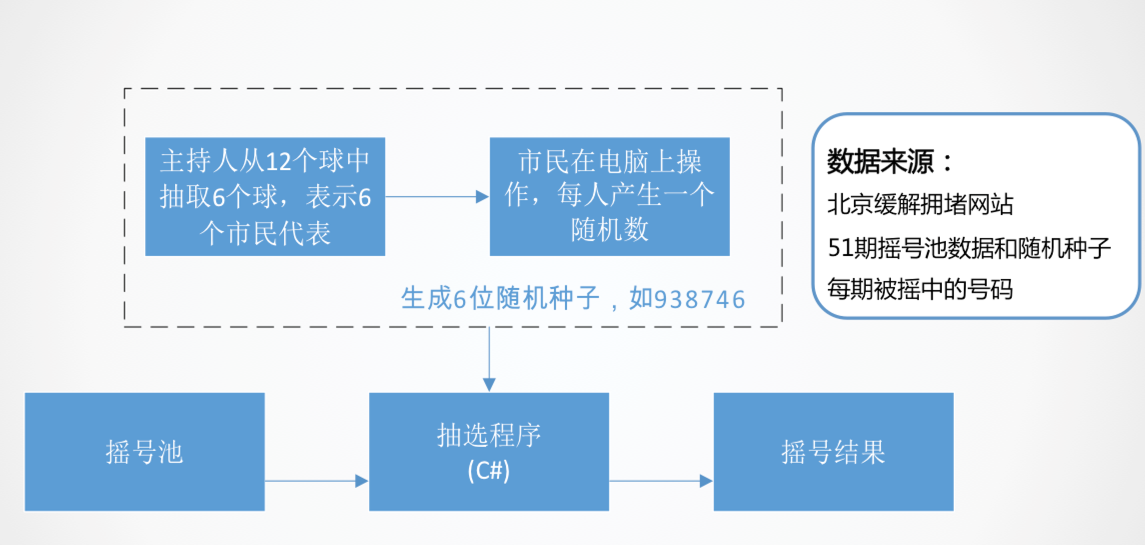 主持人从12个球中
抽取6个球，表示6
个市民代表
市民在电脑上操
作，每人产生一个
随机数
生成6位随机种子，如938746
数据来源：
北京缓解拥堵网站
51期摇号池数据和随机种子
每期被摇中的号码
摇号池
抽选程序
(C#)
摇号结果